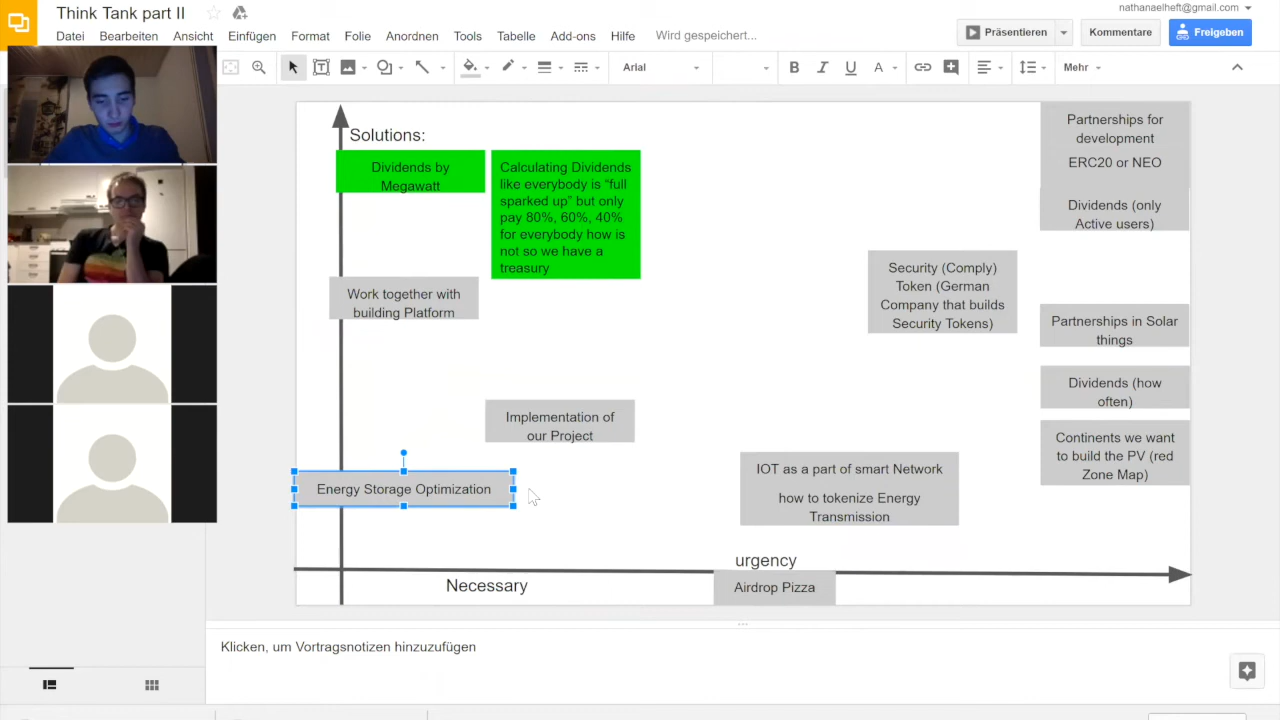 Think Tank part II
nathanaelheft@gmail.com
Datei Bearbeiten Ansicht Einfügen Format Folie Anordnen Tools Tabelle Add-ons Hilfe Wird gespeichert...
Präsentieren Kommentare Freigeben
Arial B I U A Mehr
Solutions:
Dividends by
Megawatt
Calculating Dividends
like everybody is "full
sparked up" but only
pay 80%, 60%, 40%
for everybody how is
not so we have a
treasury
Partnerships for
development
ERC20 or NEO
Dividends (only
Active users)
Work together with
building Platform
Security (Comply)
Token (German
Company that builds
Security Tokens)
Partnerships in Solar
things
Dividends (how
often)
Implementation of
our Project
Continents we want
to build the PV (red
Zone Map)
Energy Storage Optimization
IOT as a part of smart Network
how to tokenize Energy
Transmission
urgency
Necessary
Airdrop Pizza
Klicken, um Vortragsnotizen hinzuzufügen